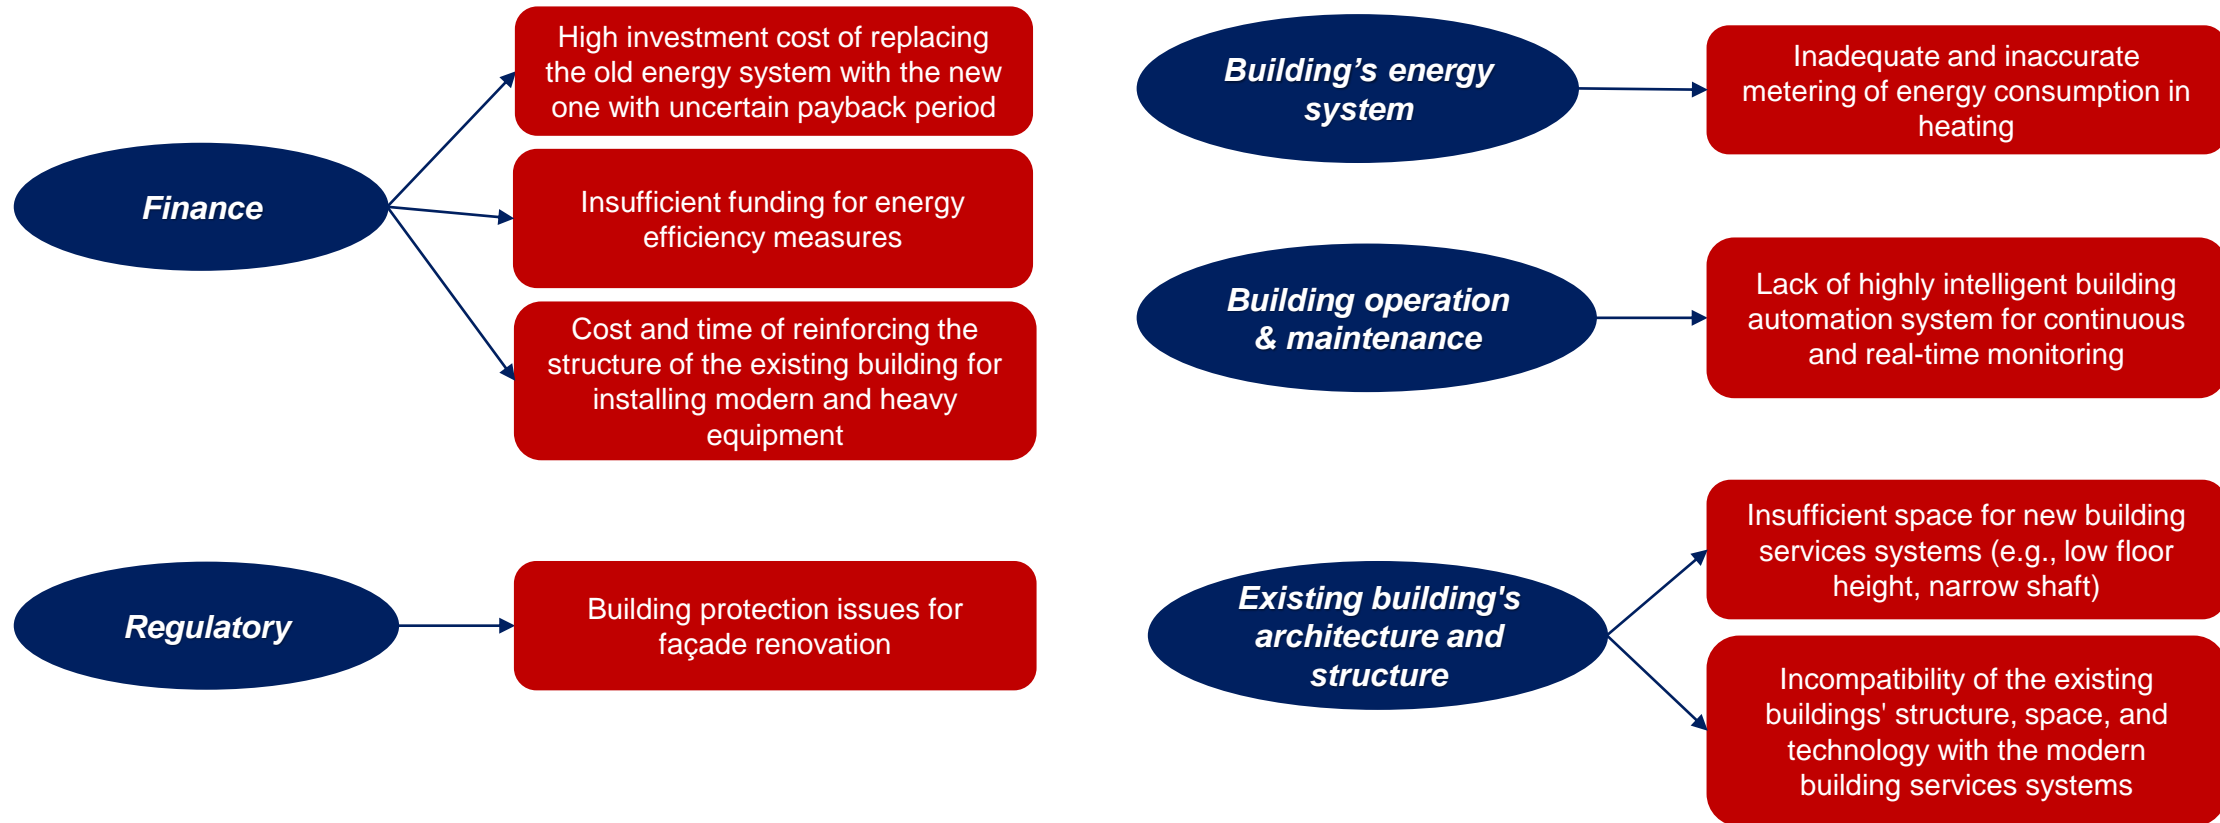 Finance
High investment cost of replacing
the old energy system with the new
one with uncertain payback period
Insufficient funding for energy
efficiency measures
Cost and time of reinforcing the
structure of the existing building for
installing modern and heavy
equipment
Regulatory
Building protection issues for
façade renovation
Building’s energy
system
Inadequate and inaccurate
metering of energy consumption in
heating
Building operation
& maintenance
Lack of highly intelligent building
automation system for continuous
and real-time monitoring
Existing building's
architecture and
structure
Insufficient space for new building
services systems (e.g., low floor
height, narrow shaft)
Incompatibility of the existing
buildings' structure, space, and
technology with the modern
building services systems